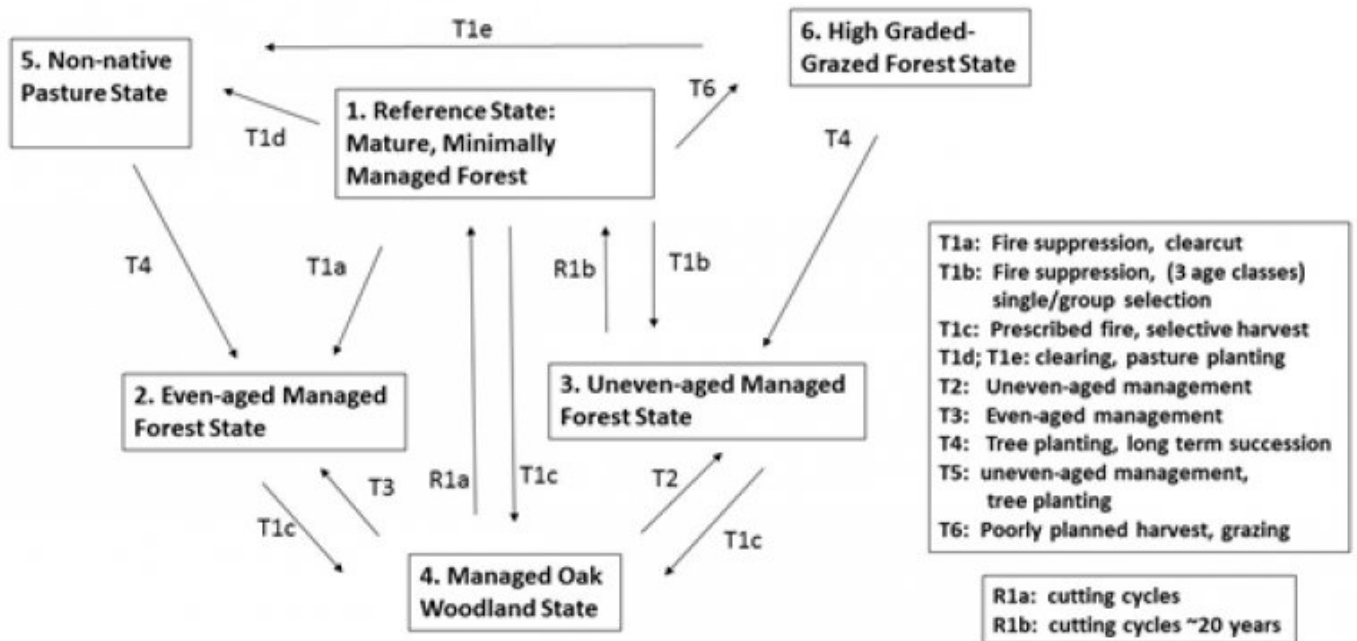 T1e
6. High Graded-
Grazed Forest State
5. Non-native
Pasture State
T1d
1. Reference State:
Mature, Minimally
Managed Forest
T6
T4
T4
T1a
R1b
T1b
T1a: Fire suppression, clearcut
T1b: Fire suppression, (3 age classes)
single/group selection
T1c: Prescribed fire, selective harvest
T1d; T1e: clearing, pasture planting
T2: Uneven-aged management
T3: Even-aged management
T4: Tree planting, long term succession
T5: uneven-aged management,
tree planting
T6: Poorly planned harvest, grazing
2. Even-aged Managed
Forest State
3. Uneven-aged Managed
Forest State
T1c
T3
R1a
T1c
T2
T1c
4. Managed Oak
Woodland State
R1a: cutting cycles
R1b: cutting cycles ~20 years